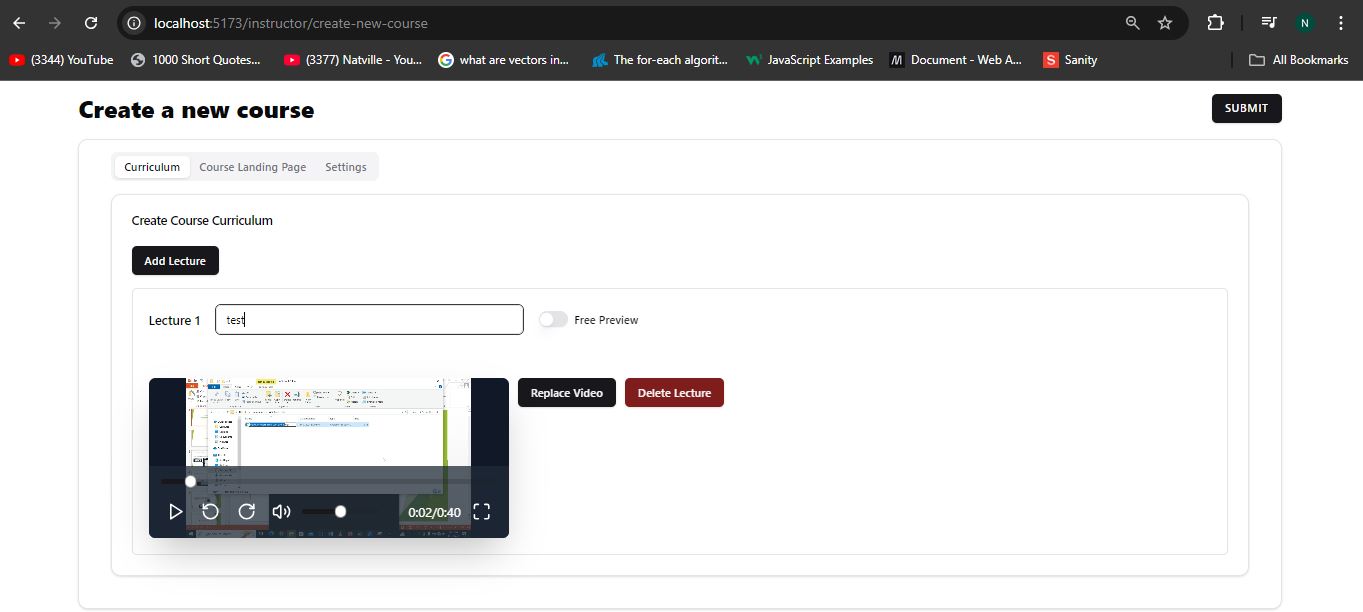 localhost:5173/instructor/create-new-course
N
(3344) YouTube 1000 Short Quotes... (3377) Natville - You... what are vectors in... The for-each algorit... JavaScript Examples Document - Web A... Sanity All Bookmarks
Create a new course
SUBMIT
Curriculum Course Landing Page Settings
Create Course Curriculum
Add Lecture
Lecture 1 test Free Preview
Replace Video Delete Lecture
0:02/0:40